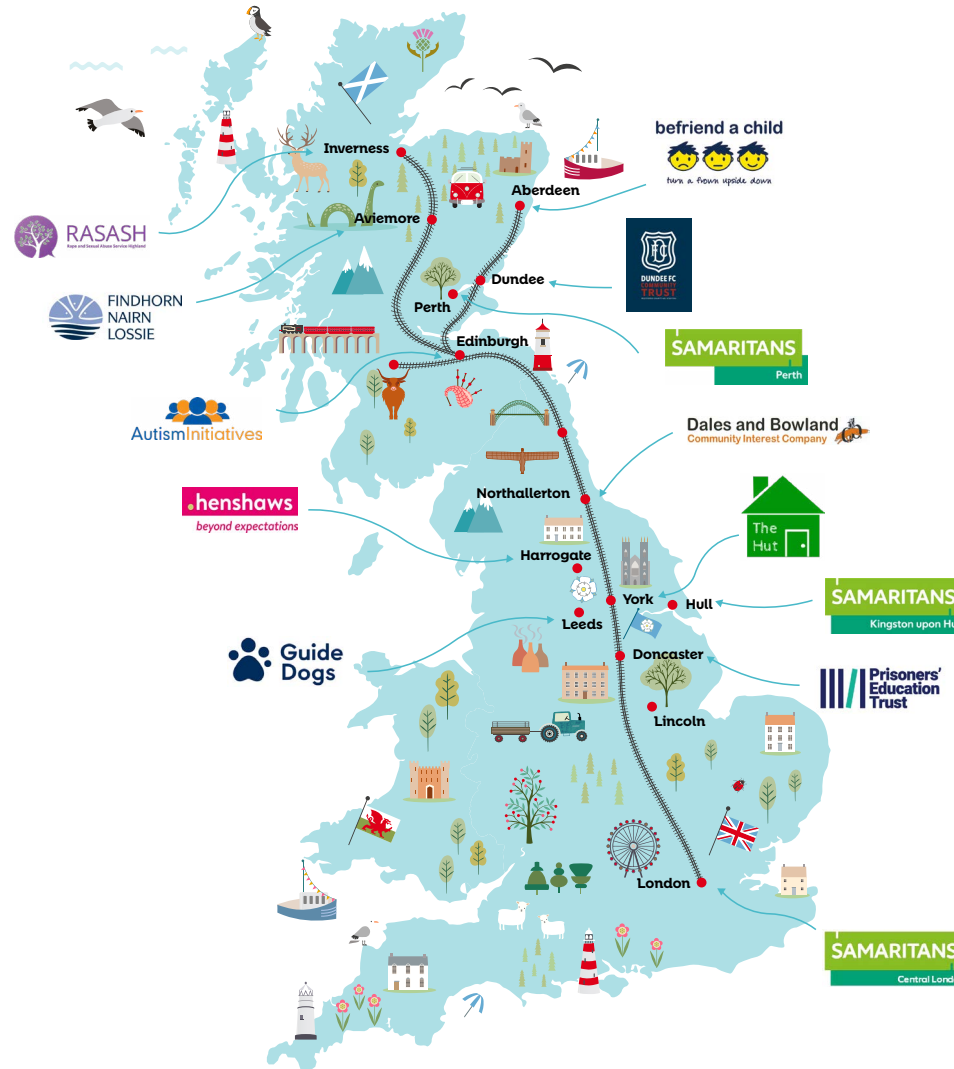 befriend a child
turn a frown upside down
Inverness
Aberdeen
RASASH
Rape and Sexual Abuse Service Highland
Aviemore
DFC
DUNDEE FC
COMMUNITY
TRUST
Dundee
FINDHORN
NAIRN
LOSSIE
Perth
SAMARITANS
Perth
Edinburgh
AutismInitiatives
Dales and Bowland
Community Interest Company
.henshaws
beyond expectations
Northallerton
The
Hut
Harrogate
York
Hull
SAMARITANS
Kingston upon Hu
Leeds
Guide
Dogs
Doncaster
Prisoners'
Education
Trust
Lincoln
London
SAMARITANS
Central Lond